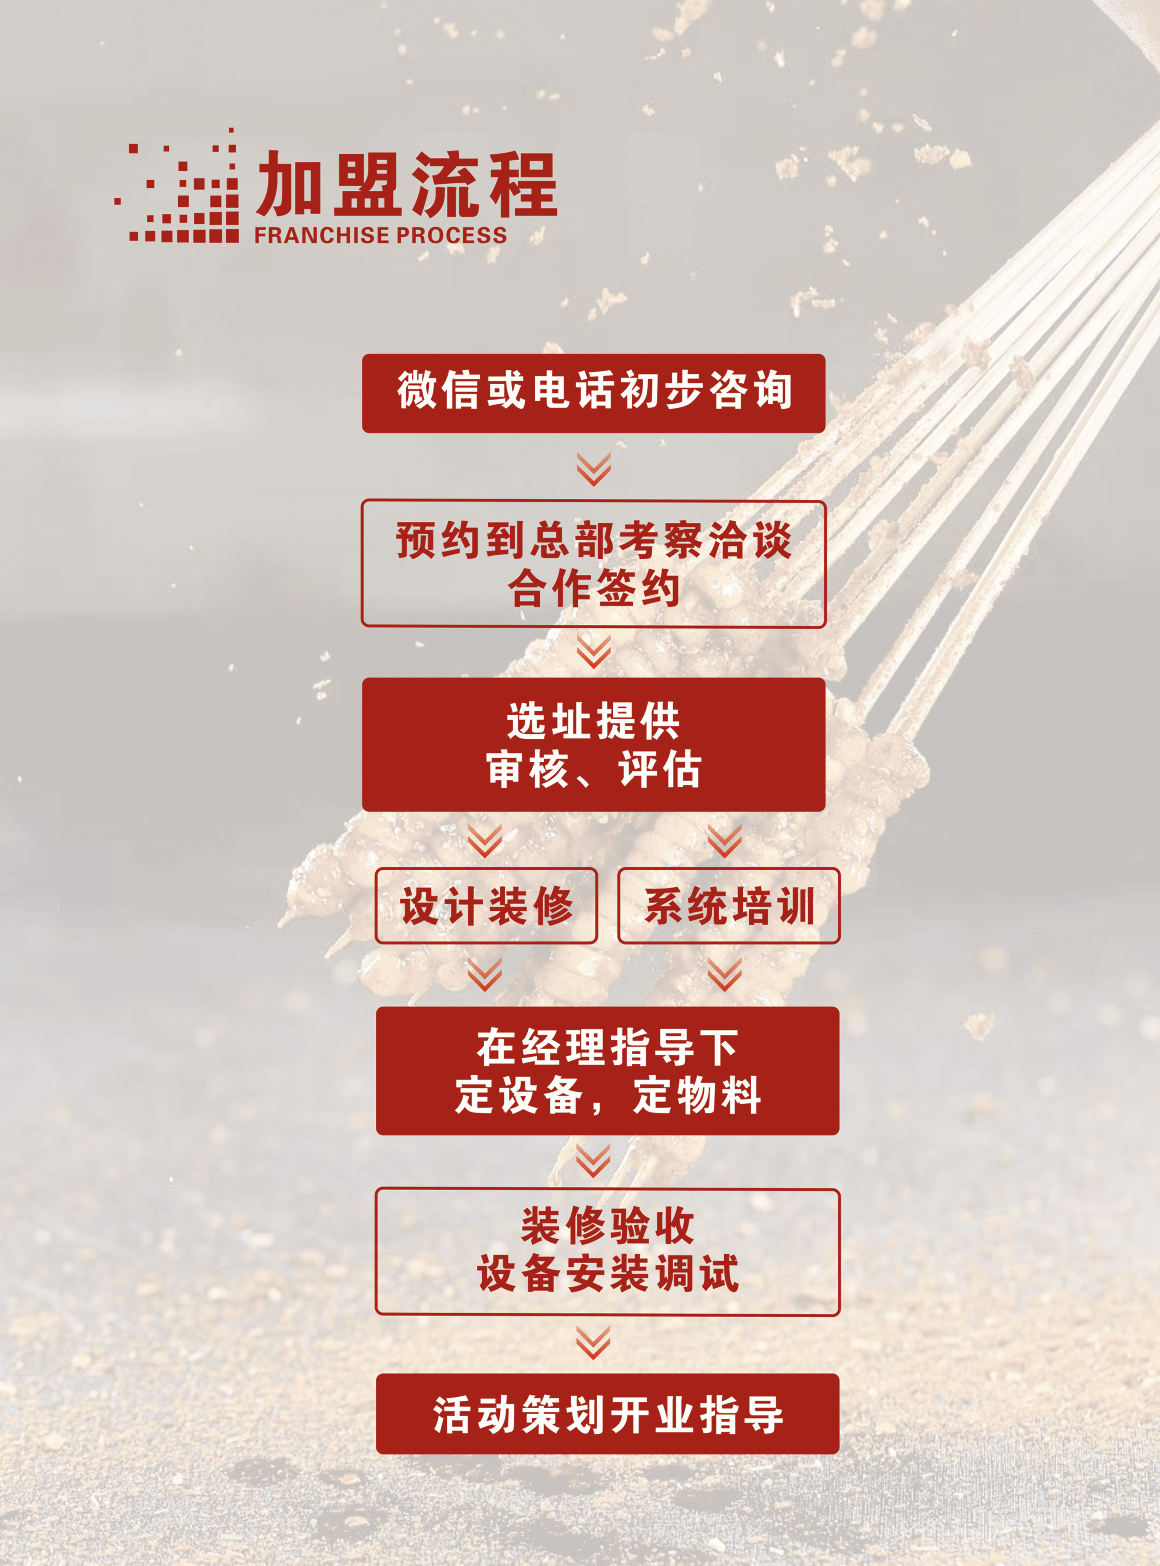 加盟流程
FRANCHISE PROCESS
微信或电话初步咨询
预约到总部考察洽谈
合作签约
选址提供
审核、评估
设计装修
系统培训
在经理指导下
定设备，定物料
装修验收
设备安装调试
活动策划开业指导